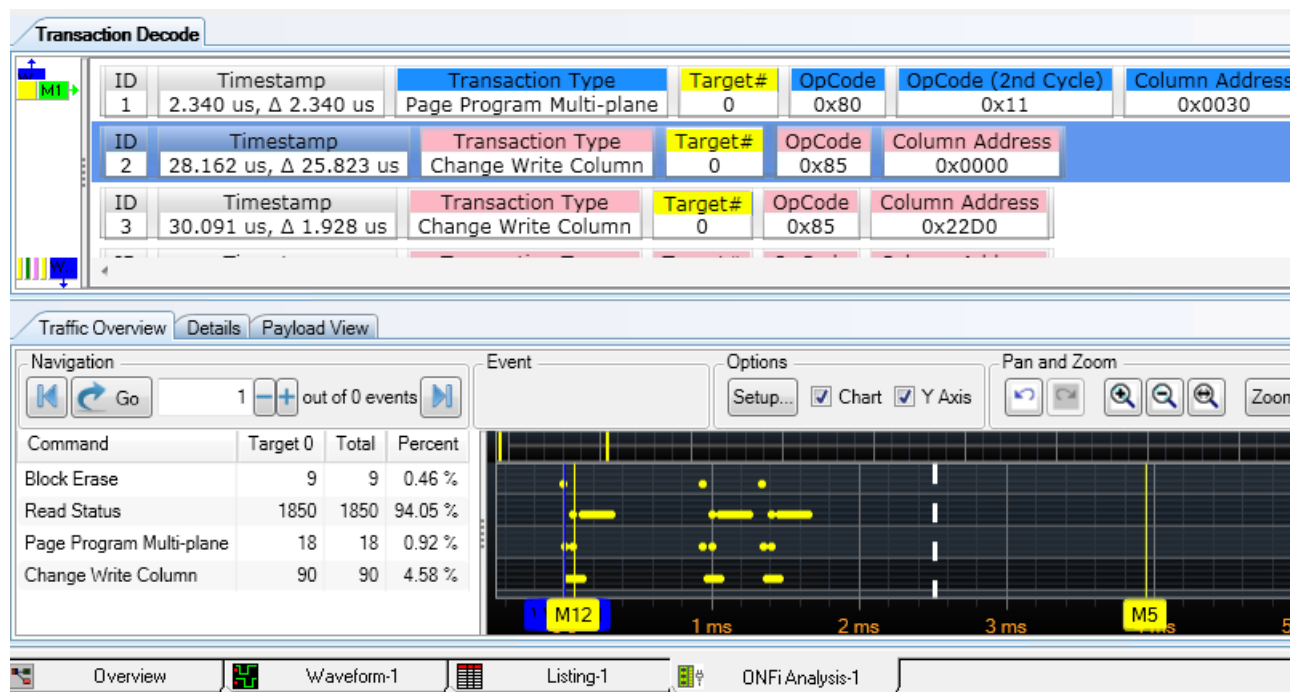 Transaction Decode
M1
ID Timestamp Transaction Type Target# OpCode OpCode (2nd Cycle) Column Address
1 2.340 us, Δ 2.340 us Page Program Multi-plane 0 0x80 0x11 0x0030
ID Timestamp Transaction Type Target# OpCode Column Address
2 28.162 us, Δ 25.823 us Change Write Column 0 0x85 0x0000
ID Timestamp Transaction Type Target# OpCode Column Address
3 30.091 us, Δ 1.928 us Change Write Column 0 0x85 0x22D0
Traffic Overview Details Payload View
Navigation Event Options Pan and Zoom
Go 1 out of 0 events Setup... Chart Y Axis Zoom
Command Target 0 Total Percent
Block Erase 9 9 0.46 %
Read Status 1850 1850 94.05 %
Page Program Multi-plane 18 18 0.92 %
Change Write Column 90 90 4.58 %
M12 M5
1 ms 2 ms 3 ms 5
Overview Waveform-1 Listing-1 ONFi Analysis-1